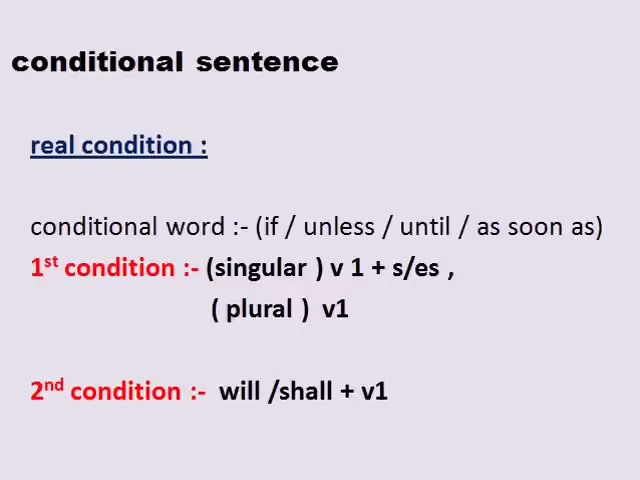 conditional sentence
real condition :
conditional word :- (if / unless / until / as soon as)
1st condition :- (singular ) v 1 + s/es ,
( plural ) v1
2nd condition :- will /shall + v1